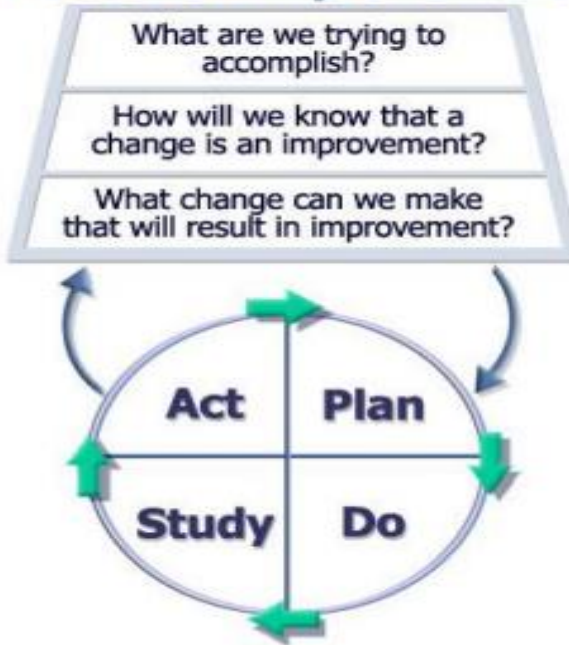 What are we trying to
accomplish?
How will we know that a
change is an improvement?
What change can we make
that will result in improvement?
Act
Plan
Study
Do